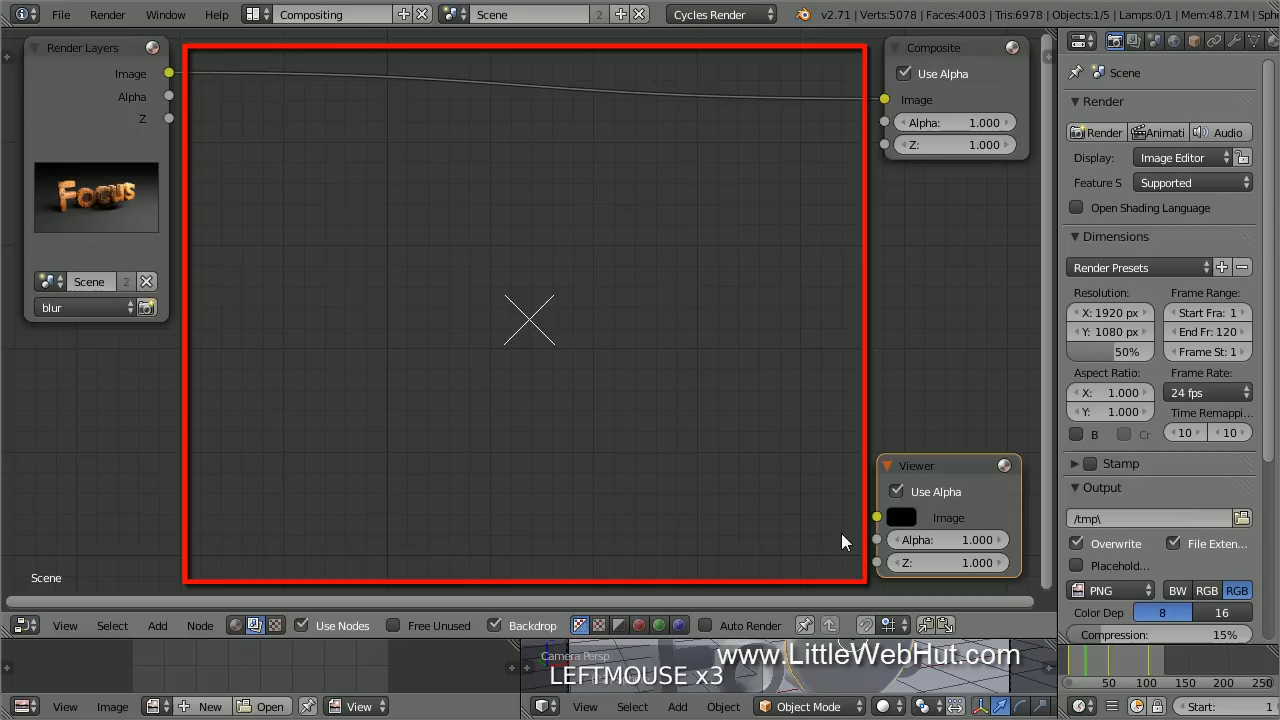 File Render Window Help Compositing Scene 2 Cycles Render v2.71 | Verts:5078 | Faces:4003 | Tris:6978 | Objects:1/5 | Lamps:0/1 | Mem:48.71M | Sph
Render Layers
Image
Alpha
Z
Focus
Scene 2
blur
Composite
Use Alpha
Image
Alpha: 1.000
Z: 1.000
Viewer
Use Alpha
Image
Alpha: 1.000
Z: 1.000
Scene
View Select Add Node Use Nodes Free Unused Backdrop Auto Render
Camera Persp
www.LittleWebHut.com
LEFTMOUSE x3
View Image New Open View
View Select Add Object Object Mode
Scene
Render
Render Animati Audio
Display: Image Editor
Feature S Supported
Open Shading Language
Dimensions
Render Presets
Resolution: Frame Range:
X: 1920 px Start Fra: 1
Y: 1080 px End Fr: 120
50% Frame St: 1
Aspect Ratio: Frame Rate:
X: 1.000 24 fps
Y: 1.000 Time Remappi...
B Cr 10 10
Stamp
Output
/tmp\
Overwrite File Exten...
Placehold...
PNG BW RGB RGB
Color Dep 8 16
Compression: 15%
50 100 150 200 250
Start: 1